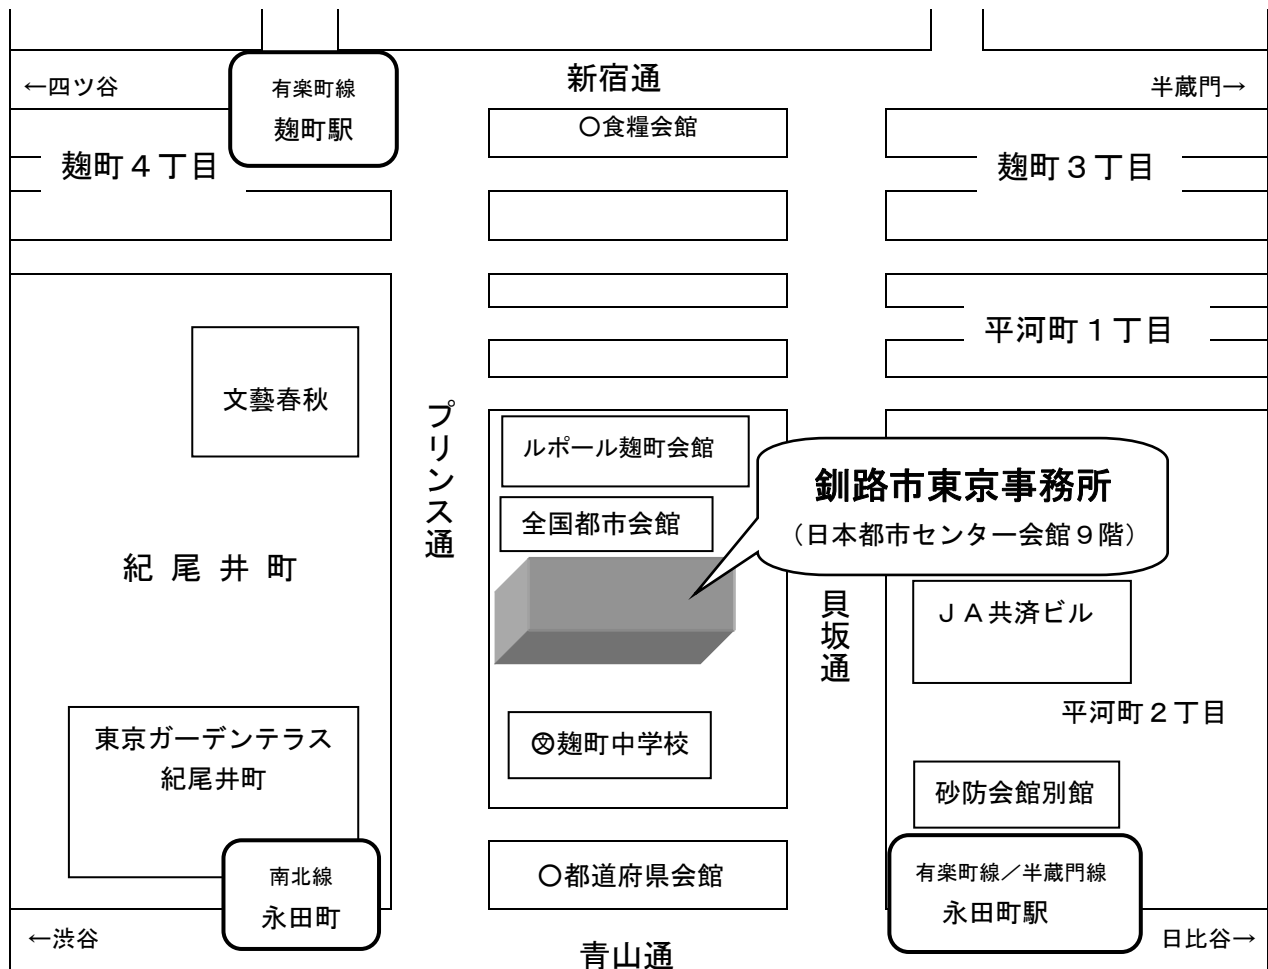 新宿通
←四ツ谷
有楽町線
麹町駅
半蔵門→
〇食糧会館
麹町４丁目
麹町３丁目
平河町１丁目
文藝春秋
プリンス通
ルポール麹町会館
全国都市会館
釧路市東京事務所
（日本都市センター会館９階）
紀尾井町
貝坂通
ＪＡ共済ビル
平河町２丁目
東京ガーデンテラス
紀尾井町
㊫麹町中学校
砂防会館別館
南北線
永田町
〇都道府県会館
有楽町線／半蔵門線
永田町駅
←渋谷
青山通
日比谷→